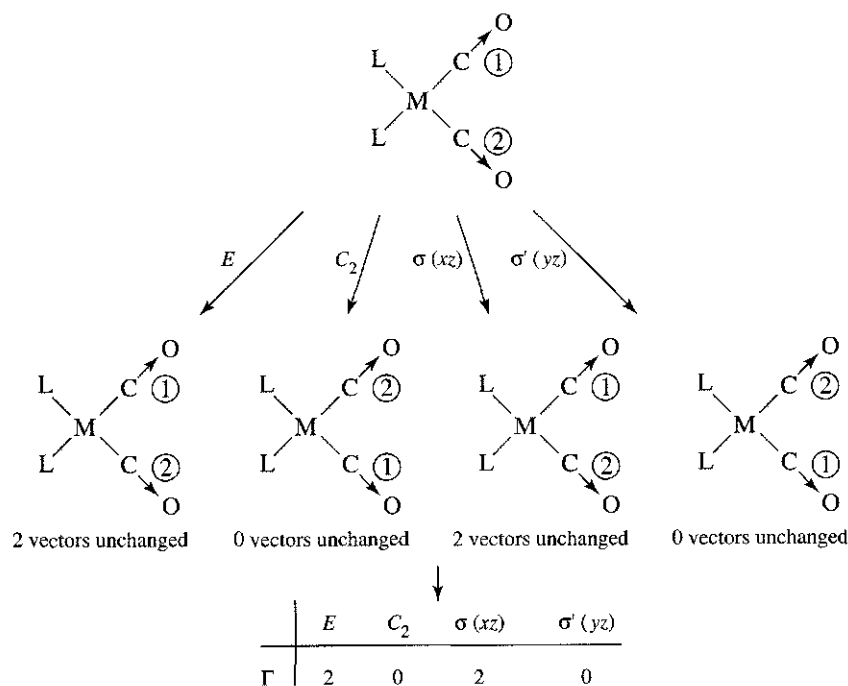 O
L C ①
M
L C ②
O
E C₂ σ (xz) σ′ (yz)
O O O O
L C ① L C ② L C ① L C ②
M M M M
L C ② L C ① L C ② L C ①
O O O O
2 vectors unchanged 0 vectors unchanged 2 vectors unchanged 0 vectors unchanged
E C₂ σ (xz) σ′ (yz)
Γ 2 0 2 0